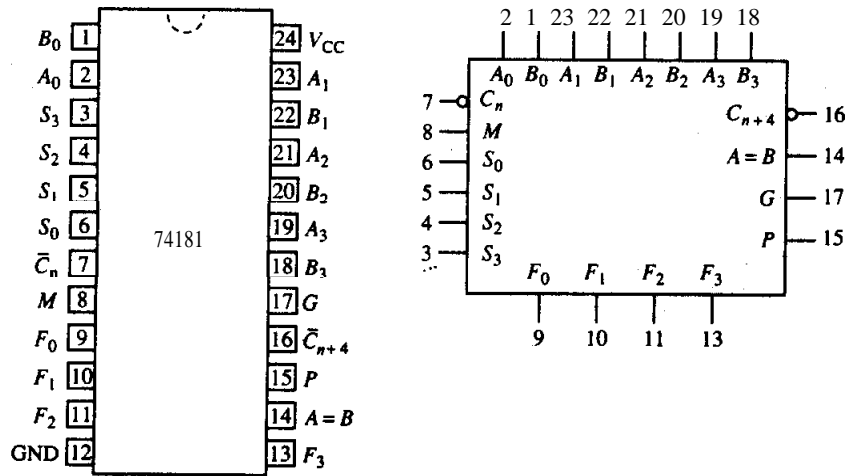 B₀ 1 24 V_CC
A₀ 2 23 A₁
S₃ 3 22 B₁
S₂ 4 21 A₂
S₁ 5 20 B₂
S₀ 6 19 A₃
74181
C̅ₙ 7 18 B₃
M 8 17 G
F₀ 9 16 C̅ₙ₊₄
F₁ 10 15 P
F₂ 11 14 A = B
GND 12 13 F₃
2 1 23 22 21 20 19 18
A₀ B₀ A₁ B₁ A₂ B₂ A₃ B₃
7 Cₙ
Cₙ₊₄ 16
8 M
A = B 14
6 S₀
5 S₁
G 17
4 S₂
P 15
3 S₃
F₀ F₁ F₂ F₃
9 10 11 13